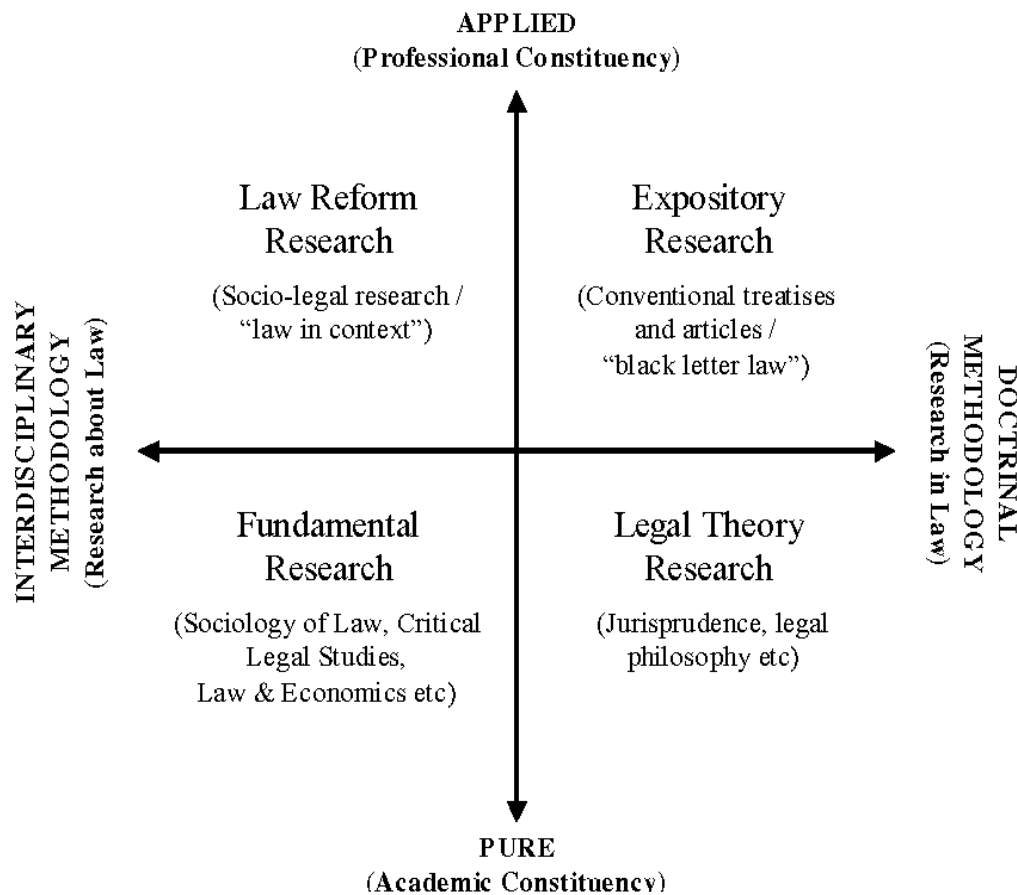 APPLIED
(Professional Constituency)
Law Reform
Research
(Socio-legal research /
“law in context”)
Expository
Research
(Conventional treatises
and articles /
“black letter law”)
INTERDISCIPLINARY
METHODOLOGY
(Research about Law)
DOCTRINAL
METHODOLOGY
(Research in Law)
Fundamental
Research
(Sociology of Law, Critical
Legal Studies,
Law & Economics etc)
Legal Theory
Research
(Jurisprudence, legal
philosophy etc)
PURE
(Academic Constituency)